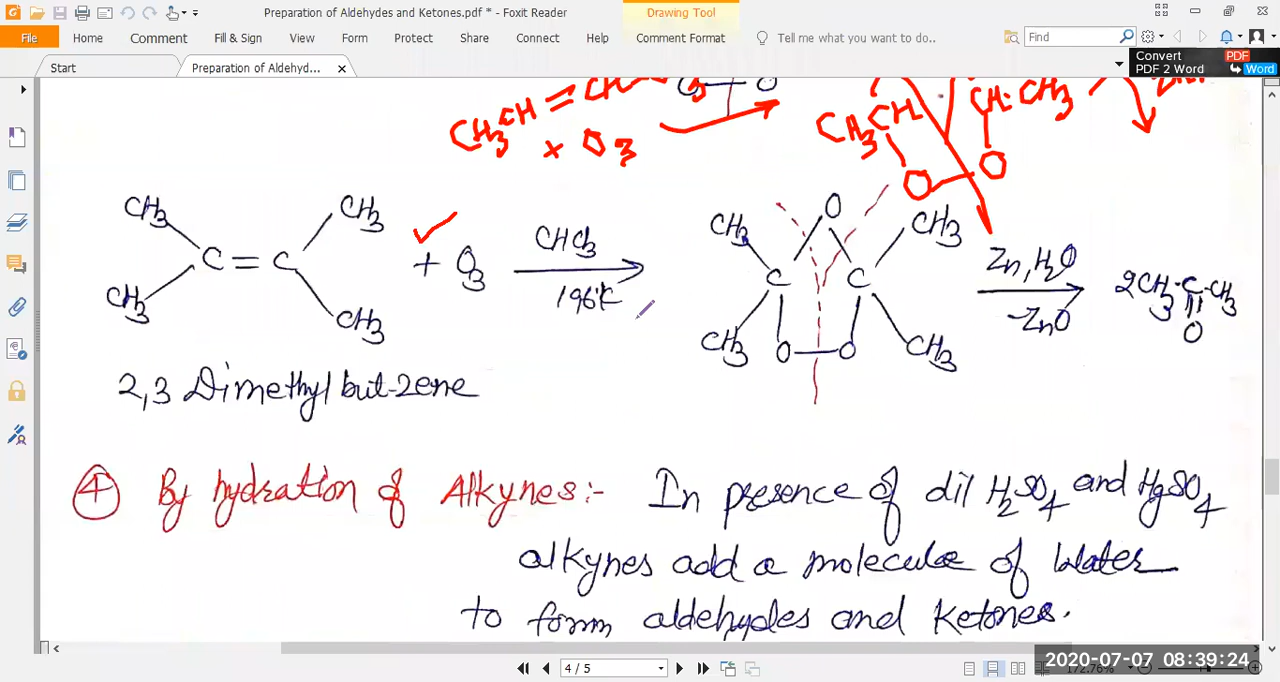 Preparation of Aldehydes and Ketones.pdf * - Foxit Reader
Drawing Tool
File Home Comment Fill & Sign View Form Protect Share Connect Help Comment Format Tell me what you want to do.. Find
Start Preparation of Aldehyd...
Convert PDF
PDF 2 Word Word
CH3CH = CH
+ O3
CH3CH CH·CH3
O O
CH3 CH3
C = C + O3 CHCl3
196K
CH3 CH3
CH3 O CH3
C C Zn, H2O 2CH3-C-CH3
-ZnO O
CH3 O-O CH3
2,3 Dimethyl but-2ene
4 By hydration of Alkynes:- In presence of dil H2SO4 and HgSO4
alkynes add a molecule of Water
to form aldehydes and Ketones.
4 / 5
172.76%
2020-07-07 08:39:24